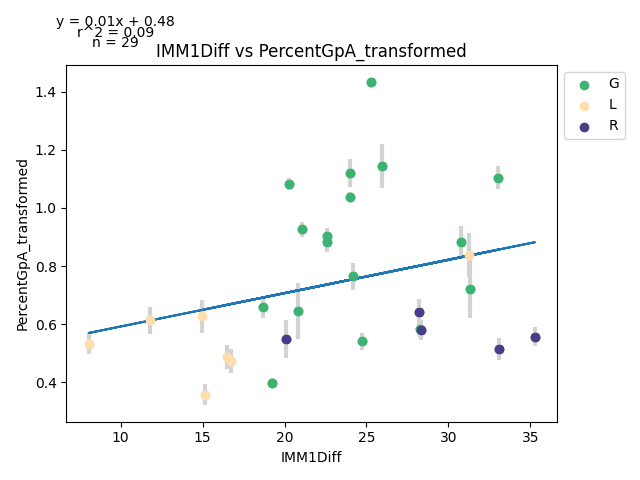 y = 0.01x + 0.48
r^2 = 0.09
n = 29
IMM1Diff vs PercentGpA_transformed
G
L
R
1.4
1.2
1.0
0.8
0.6
0.4
PercentGpA_transformed
10 15 20 25 30 35
IMM1Diff